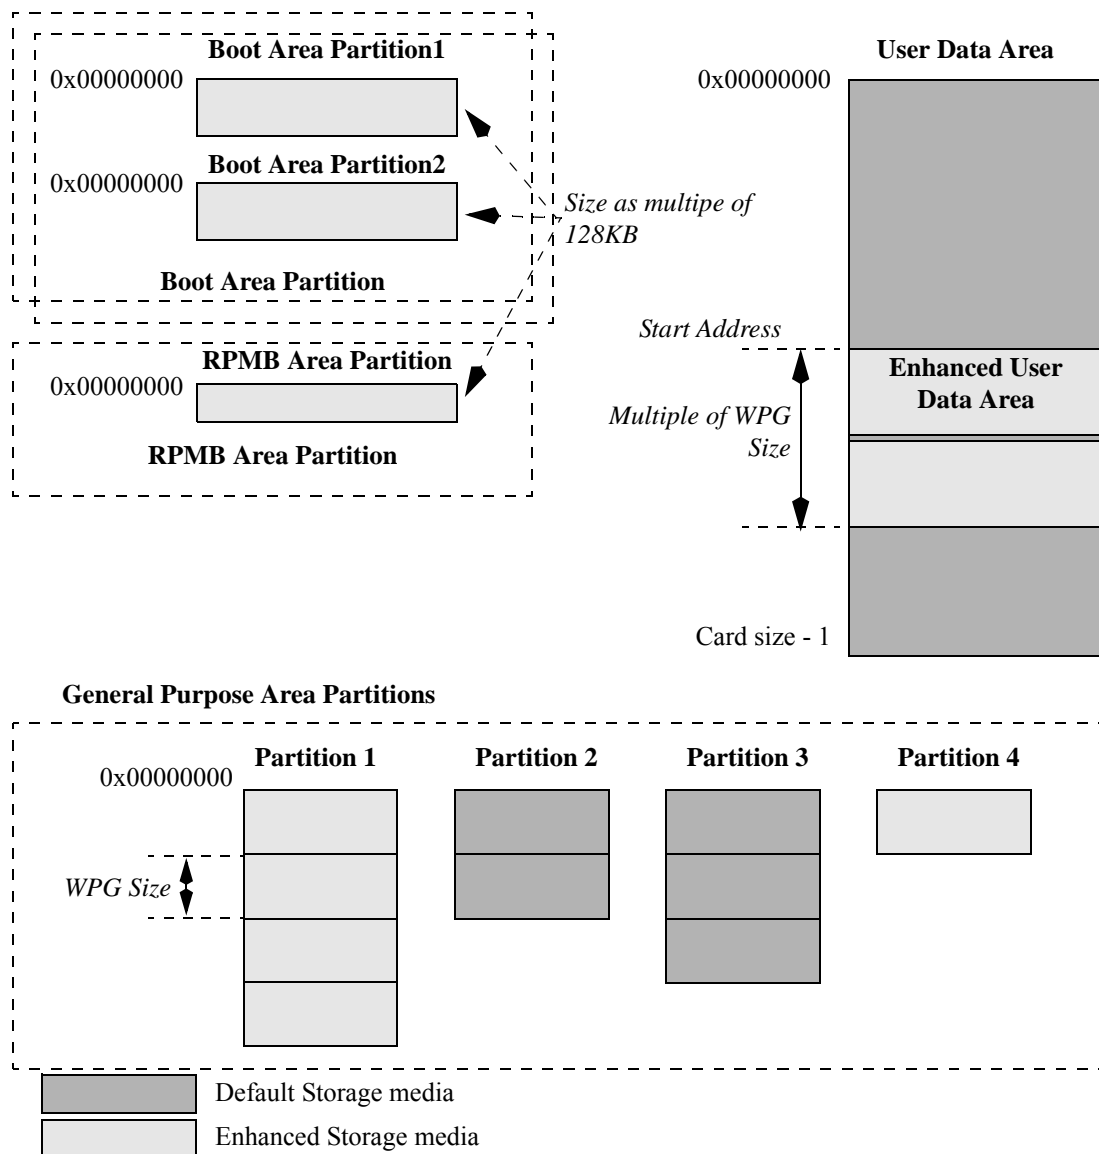 Boot Area Partition1
0x00000000
Boot Area Partition2
0x00000000
Size as multipe of
128KB
Boot Area Partition
RPMB Area Partition
0x00000000
RPMB Area Partition
User Data Area
0x00000000
Start Address
Enhanced User
Data Area
Multiple of WPG
Size
Card size - 1
General Purpose Area Partitions
Partition 1
Partition 2
Partition 3
Partition 4
0x00000000
WPG Size
Default Storage media
Enhanced Storage media